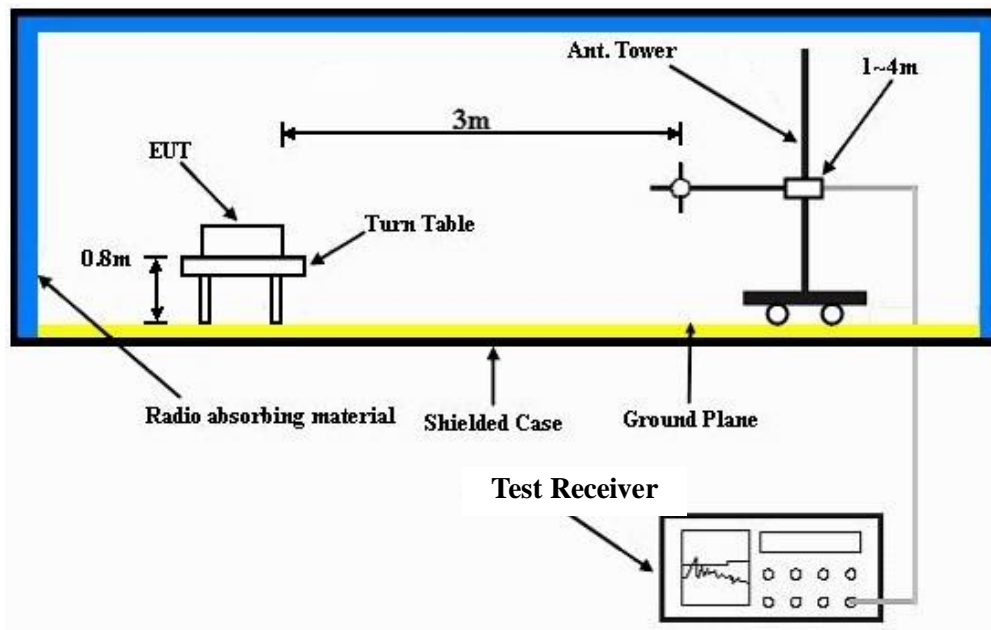 Ant. Tower
1~4m
3m
EUT
Turn Table
0.8m
Radio absorbing material
Shielded Case
Ground Plane
Test Receiver